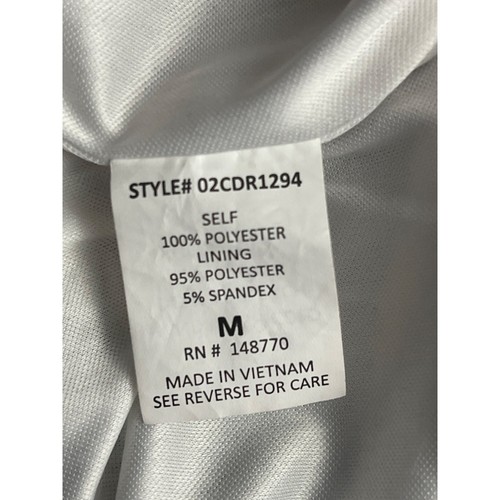 STYLE# 02CDR1294
SELF
100% POLYESTER
LINING
95% POLYESTER
5% SPANDEX
M
RN # 148770
MADE IN VIETNAM
SEE REVERSE FOR CARE